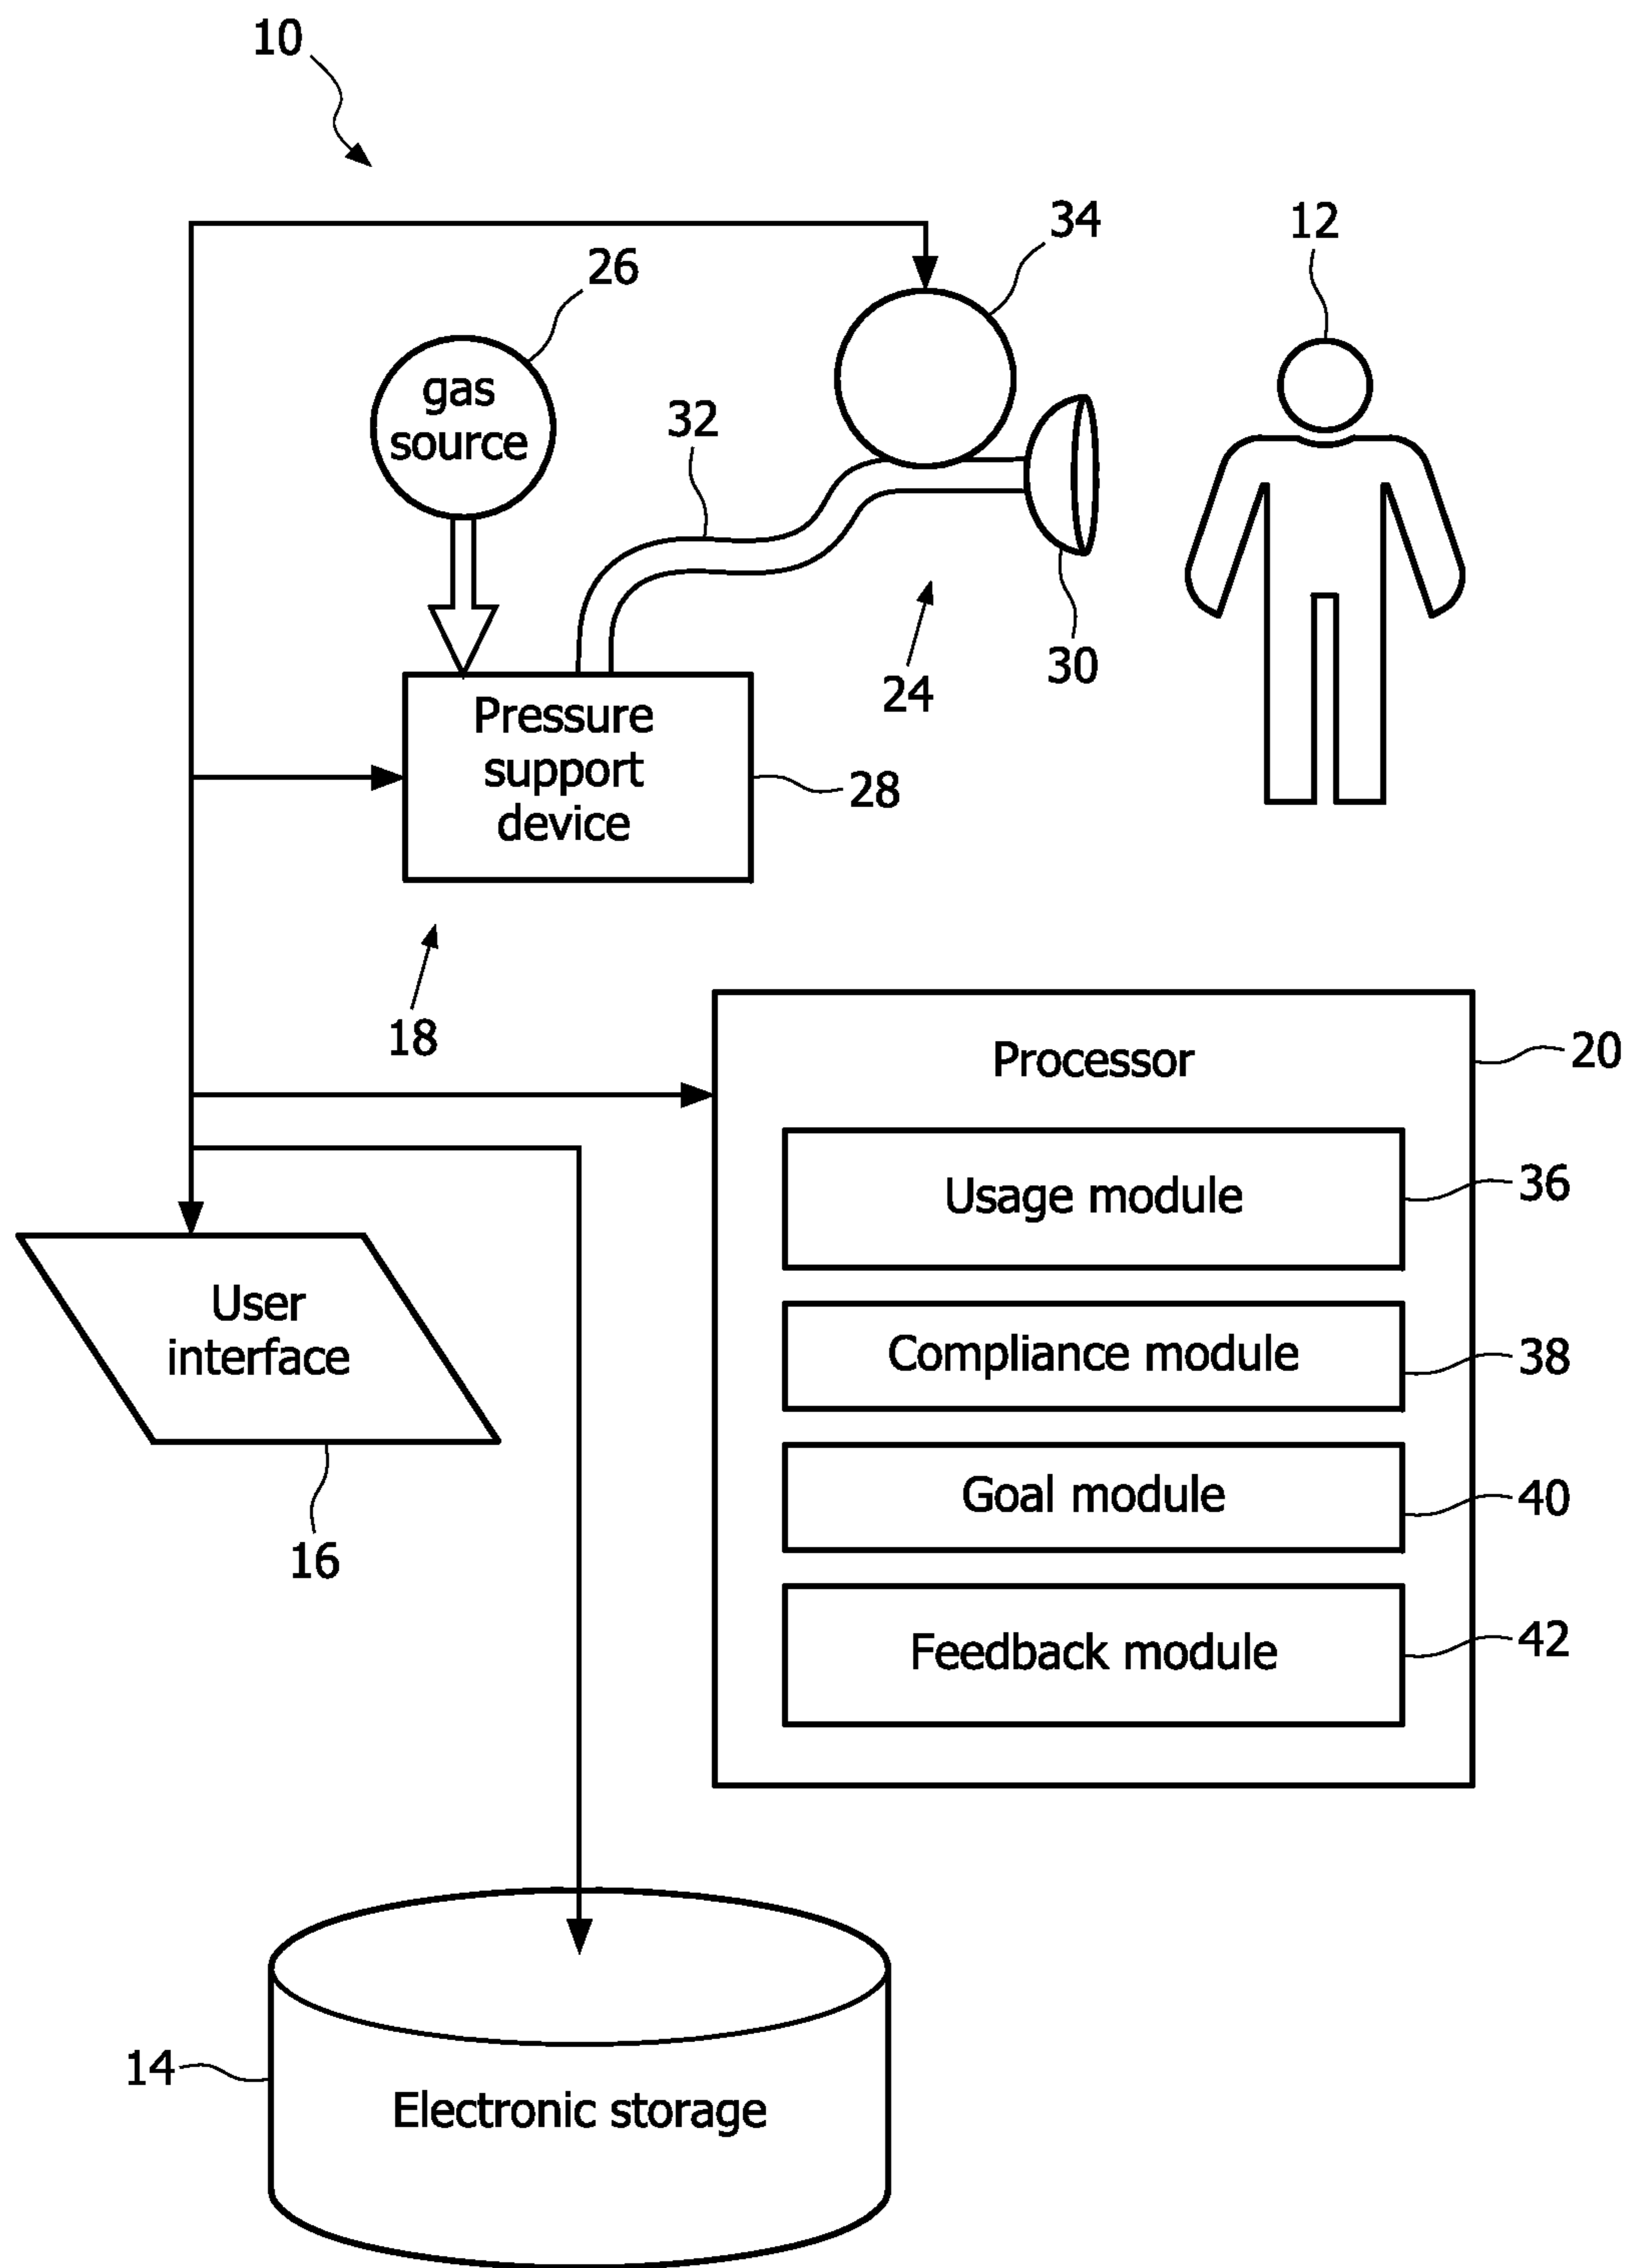 10
34
12
26
gas
source
32
30
24
Pressure
support
device
28
18
Processor
20
Usage module
36
User
interface
Compliance module
38
Goal module
40
16
Feedback module
42
14
Electronic storage